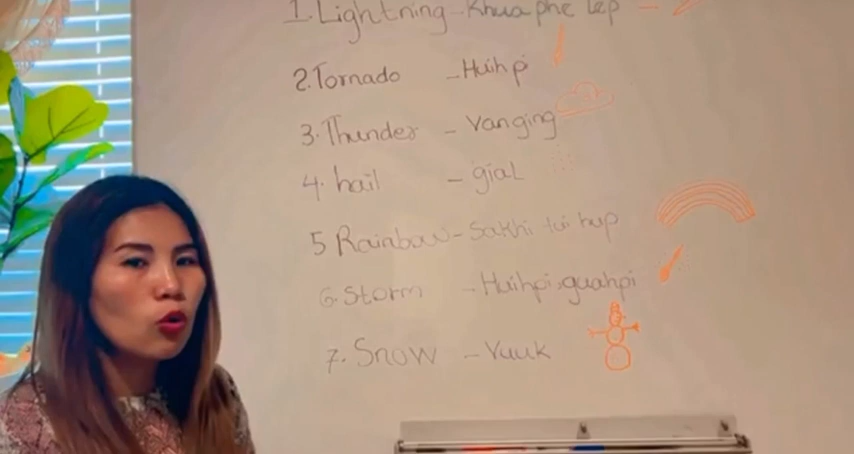 1. Lightning - Khua phe Lep -
2. Tornado - Huihpi
3. Thunder - Vanging
4. hail - gial
5 Rainbow - Sakhi tui hup
6. Storm - Huihpi, guahpi
7. Snow - Vuuk